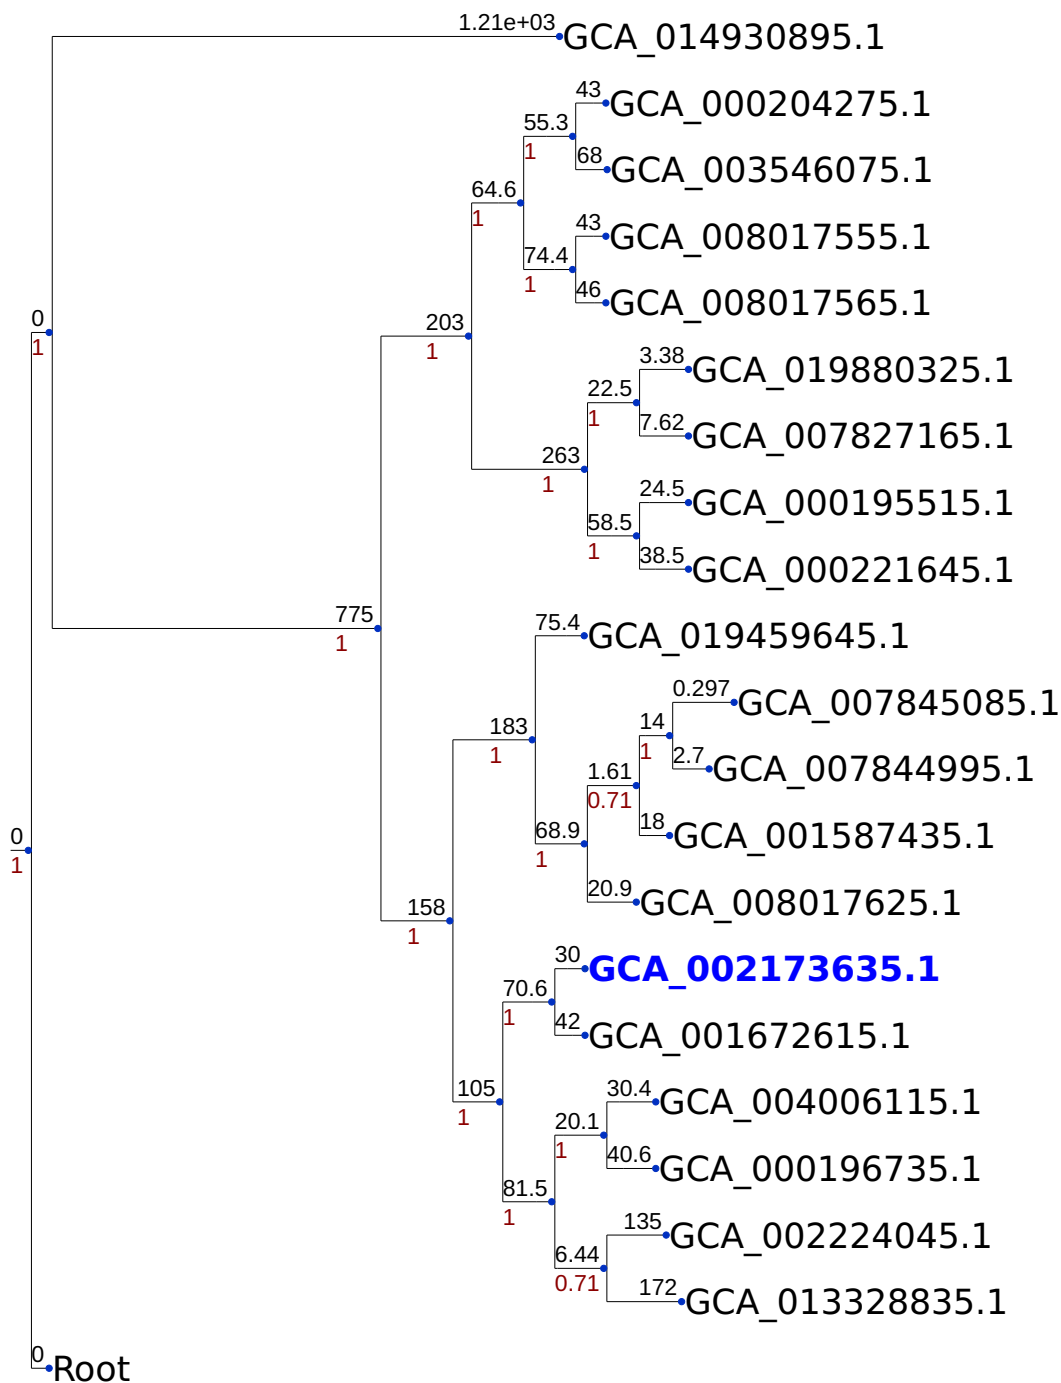 1.21e+03
GCA_014930895.1
43
GCA_000204275.1
55.3
1
68
GCA_003546075.1
64.6
1
43
GCA_008017555.1
74.4
1
46
GCA_008017565.1
0
1
203
1
3.38
GCA_019880325.1
22.5
1
7.62
GCA_007827165.1
263
1
24.5
GCA_000195515.1
58.5
1
38.5
GCA_000221645.1
775
1
75.4
GCA_019459645.1
0.297
GCA_007845085.1
183
1
14
1
2.7
GCA_007844995.1
1.61
0.71
18
GCA_001587435.1
68.9
1
20.9
GCA_008017625.1
0
1
158
1
30
GCA_002173635.1
70.6
1
42
GCA_001672615.1
105
1
30.4
GCA_004006115.1
20.1
1
40.6
GCA_000196735.1
81.5
1
135
GCA_002224045.1
6.44
0.71
172
GCA_013328835.1
0
Root